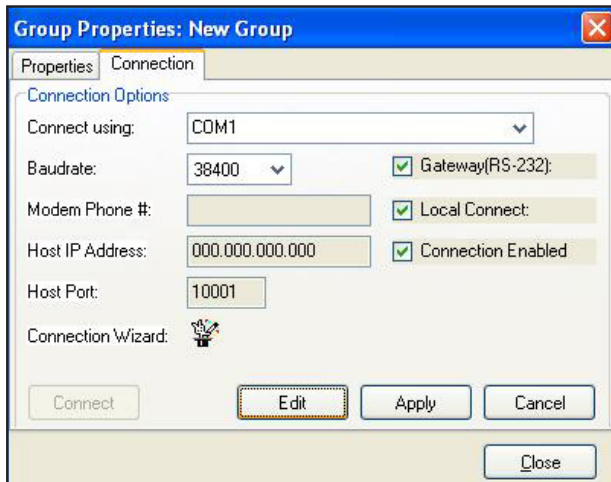 Group Properties: New Group
Properties Connection
Connection Options
Connect using: COM1
Baudrate: 38400 Gateway(RS-232):
Modem Phone #: Local Connect:
Host IP Address: 000.000.000.000 Connection Enabled
Host Port: 10001
Connection Wizard:
Connect Edit Apply Cancel
Close